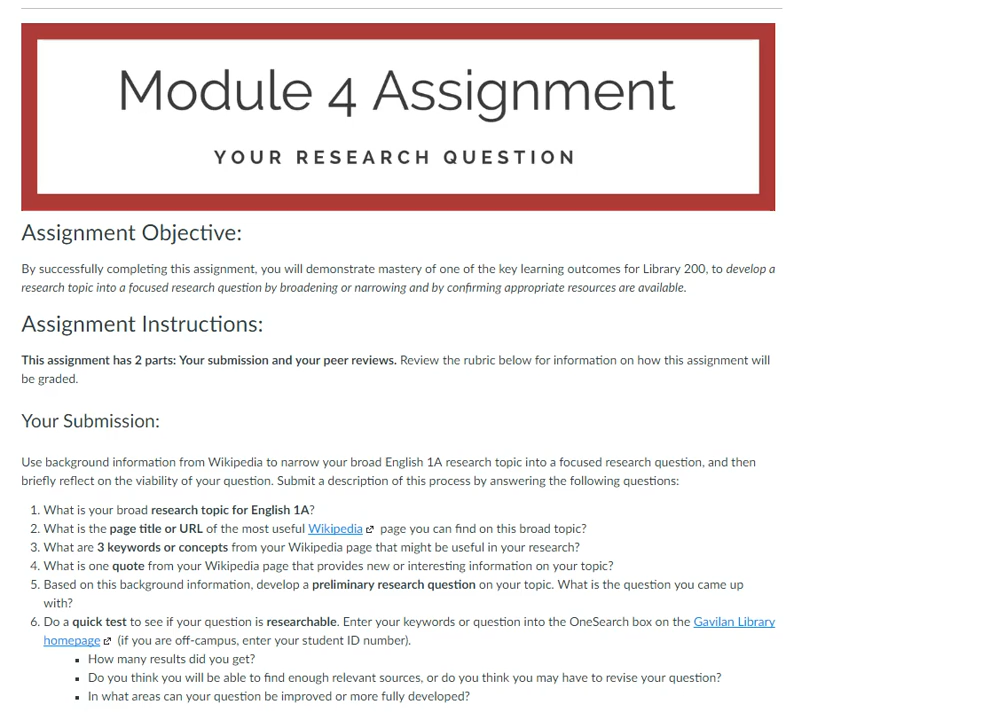 Module 4 Assignment
YOUR RESEARCH QUESTION
Assignment Objective:
By successfully completing this assignment, you will demonstrate mastery of one of the key learning outcomes for Library 200, to develop a
research topic into a focused research question by broadening or narrowing and by confirming appropriate resources are available.
Assignment Instructions:
This assignment has 2 parts: Your submission and your peer reviews. Review the rubric below for information on how this assignment will
be graded.
Your Submission:
Use background information from Wikipedia to narrow your broad English 1A research topic into a focused research question, and then
briefly reflect on the viability of your question. Submit a description of this process by answering the following questions:
1. What is your broad research topic for English 1A?
2. What is the page title or URL of the most useful Wikipedia page you can find on this broad topic?
3. What are 3 keywords or concepts from your Wikipedia page that might be useful in your research?
4. What is one quote from your Wikipedia page that provides new or interesting information on your topic?
5. Based on this background information, develop a preliminary research question on your topic. What is the question you came up
with?
6. Do a quick test to see if your question is researchable. Enter your keywords or question into the OneSearch box on the Gavilan Library
homepage (if you are off-campus, enter your student ID number).
▪ How many results did you get?
▪ Do you think you will be able to find enough relevant sources, or do you think you may have to revise your question?
▪ In what areas can your question be improved or more fully developed?